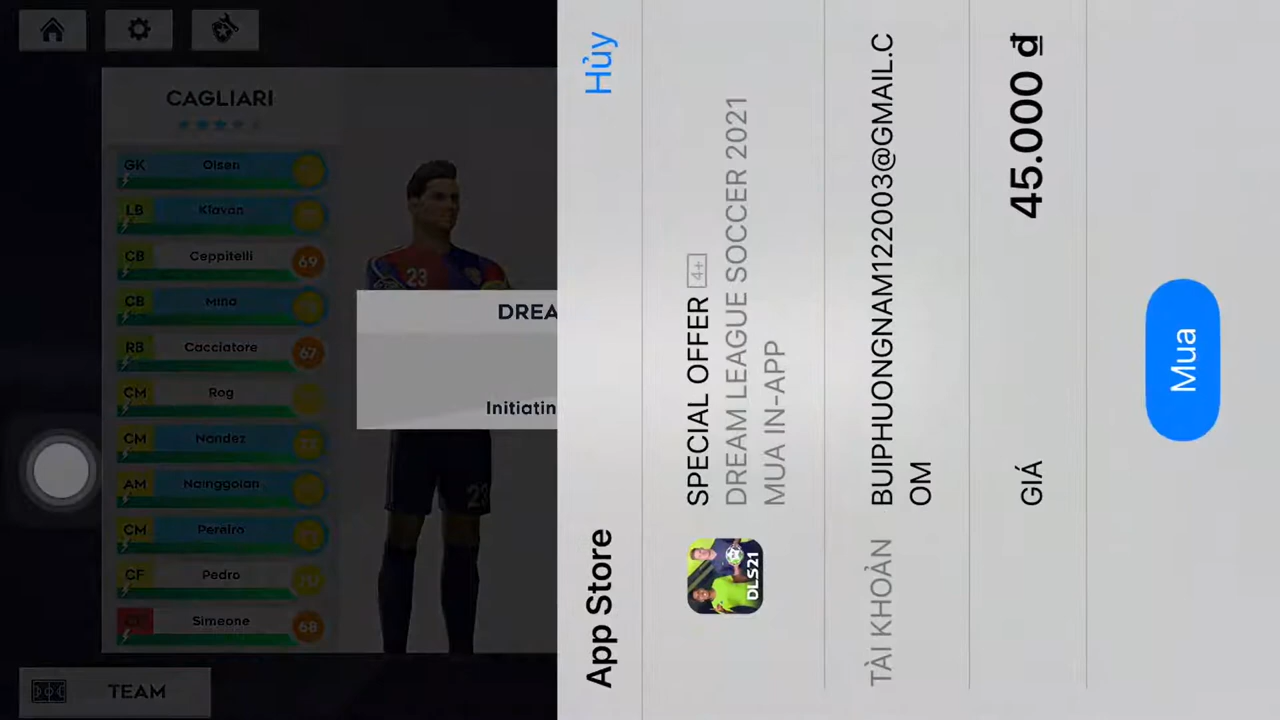 CAGLIARI
GK Olsen
LB Klavan
CB Ceppitelli 69
CB Mina
RB Cacciatore 67
CM Rog
CM Nandez
AM Nainggolan
CM Pereiro
CF Pedro
Simeone 68
TEAM
23
23
DREA
Initiatin
App Store
Hủy
SPECIAL OFFER 4+
DREAM LEAGUE SOCCER 2021
MUA IN-APP
DLS21
TÀI KHOẢN
BUIPHUONGNAM122003@GMAIL.C
OM
GIÁ
45.000 ₫
Mua